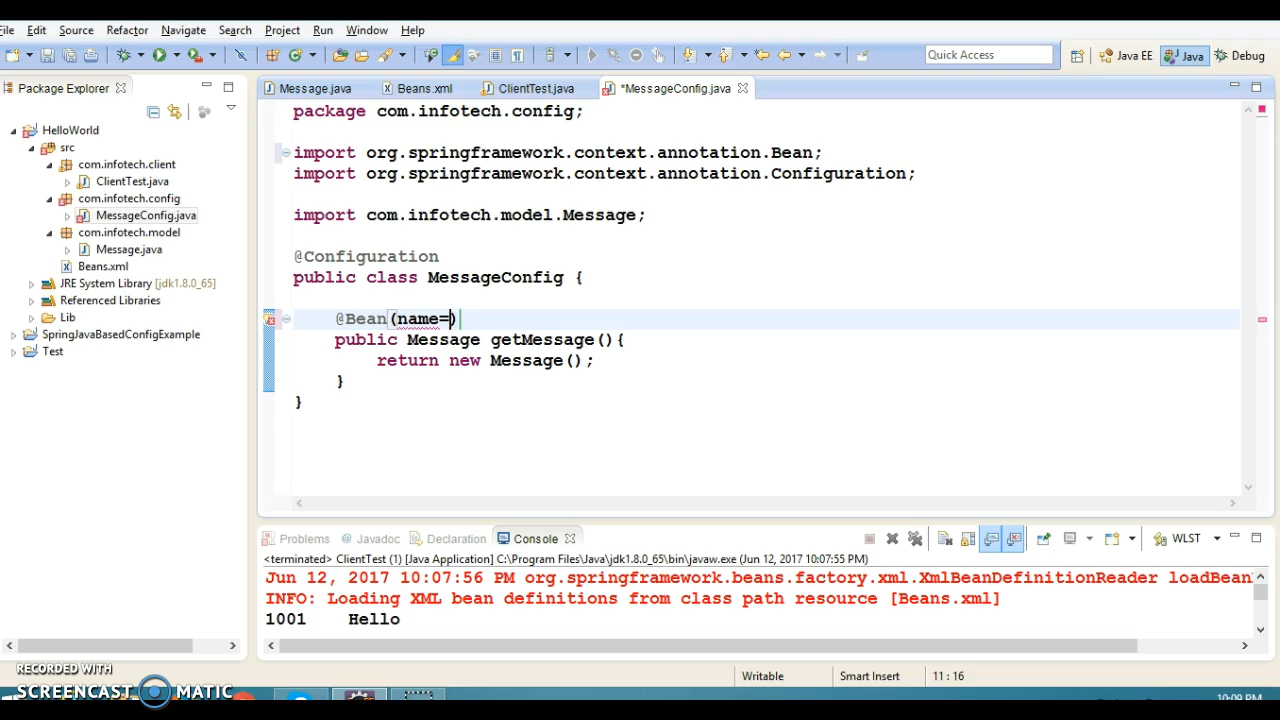 File Edit Source Refactor Navigate Search Project Run Window Help
Quick Access
Java EE Java Debug
Package Explorer
Message.java Beans.xml ClientTest.java *MessageConfig.java
HelloWorld
src
com.infotech.client
ClientTest.java
com.infotech.config
MessageConfig.java
com.infotech.model
Message.java
Beans.xml
JRE System Library [jdk1.8.0_65]
Referenced Libraries
Lib
SpringJavaBasedConfigExample
Test
package com.infotech.config;
import org.springframework.context.annotation.Bean;
import org.springframework.context.annotation.Configuration;
import com.infotech.model.Message;
@Configuration
public class MessageConfig {
@Bean(name=)
public Message getMessage(){
return new Message();
}
}
Problems Javadoc Declaration Console
WLST
<terminated> ClientTest (1) [Java Application] C:\Program Files\Java\jdk1.8.0_65\bin\javaw.exe (Jun 12, 2017 10:07:55 PM)
Jun 12, 2017 10:07:56 PM org.springframework.beans.factory.xml.XmlBeanDefinitionReader loadBean
INFO: Loading XML bean definitions from class path resource [Beans.xml]
1001 Hello
Writable Smart Insert 11 : 16
RECORDED WITH
SCREENCAST MATIC
10:09 PM